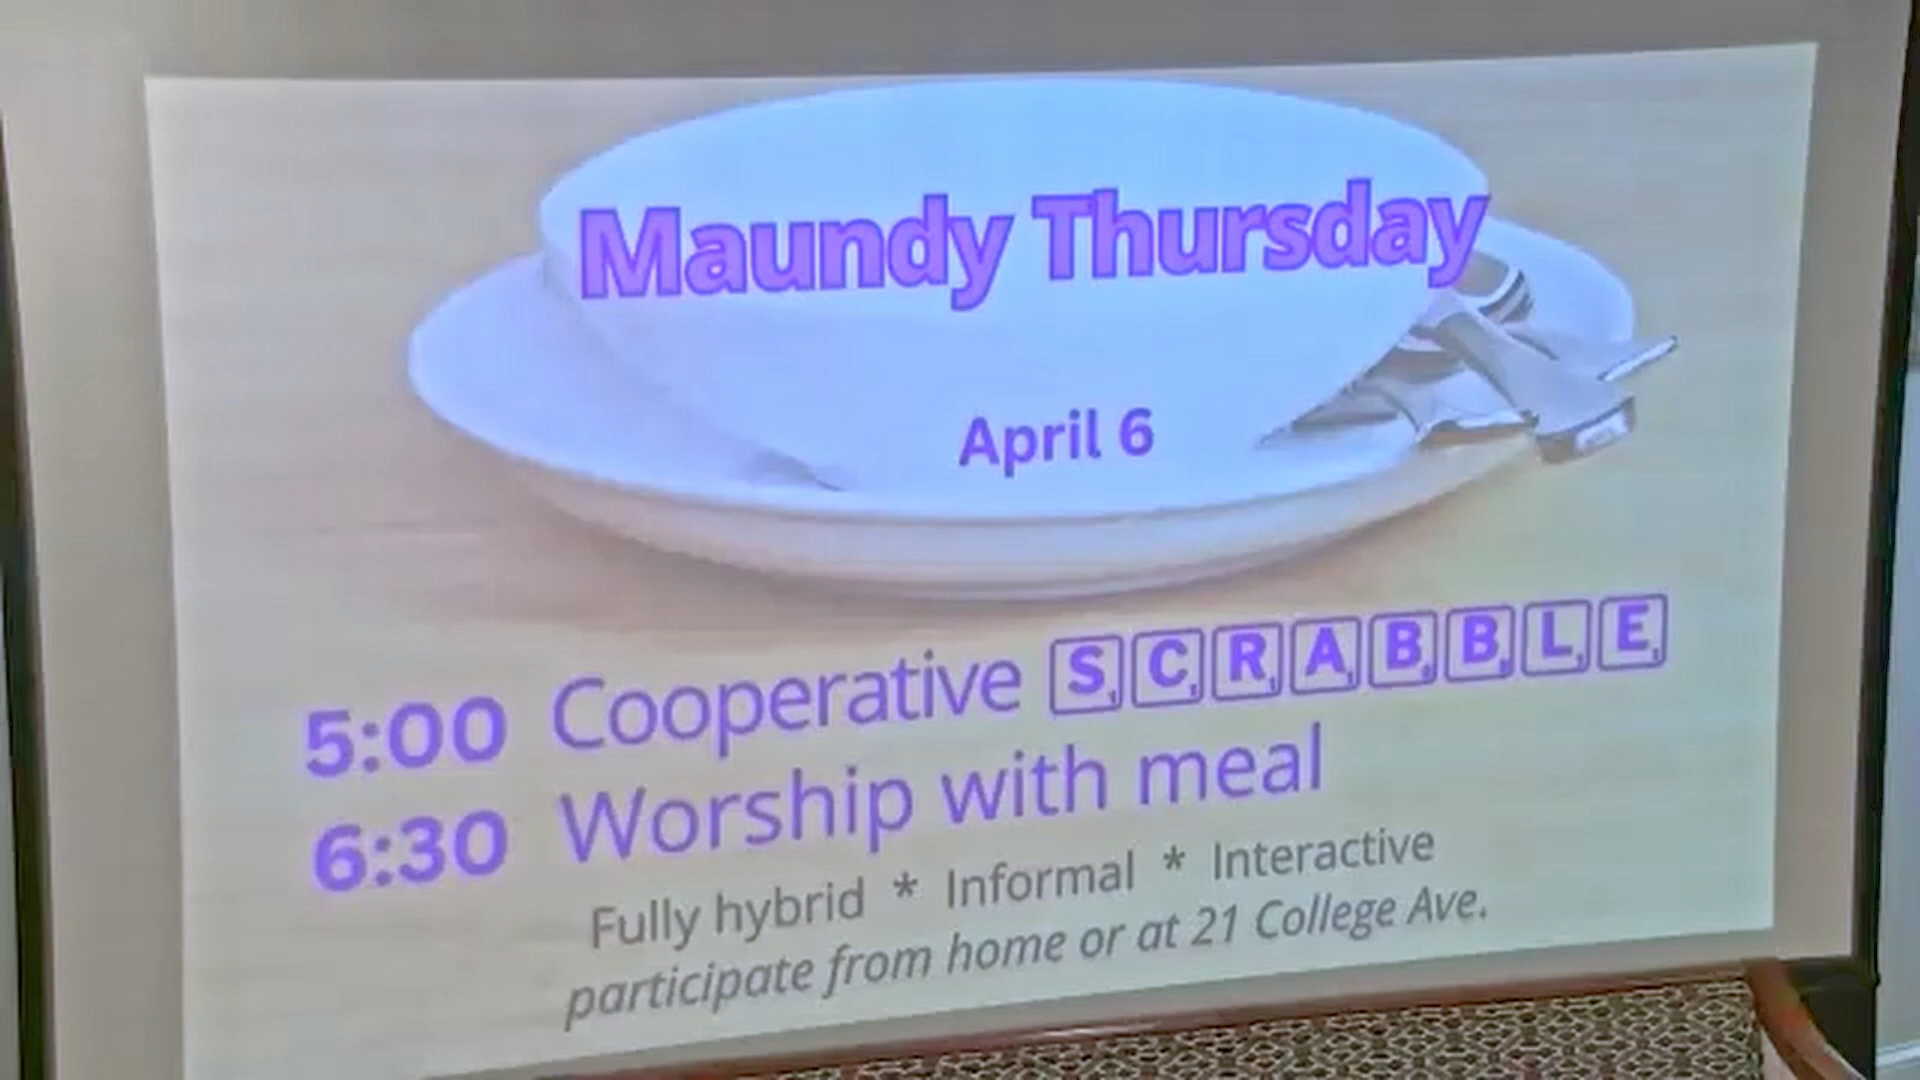 Maundy Thursday
April 6
5:00 Cooperative SCRABBLE
6:30 Worship with meal
Fully hybrid * Informal * Interactive
participate from home or at 21 College Ave.